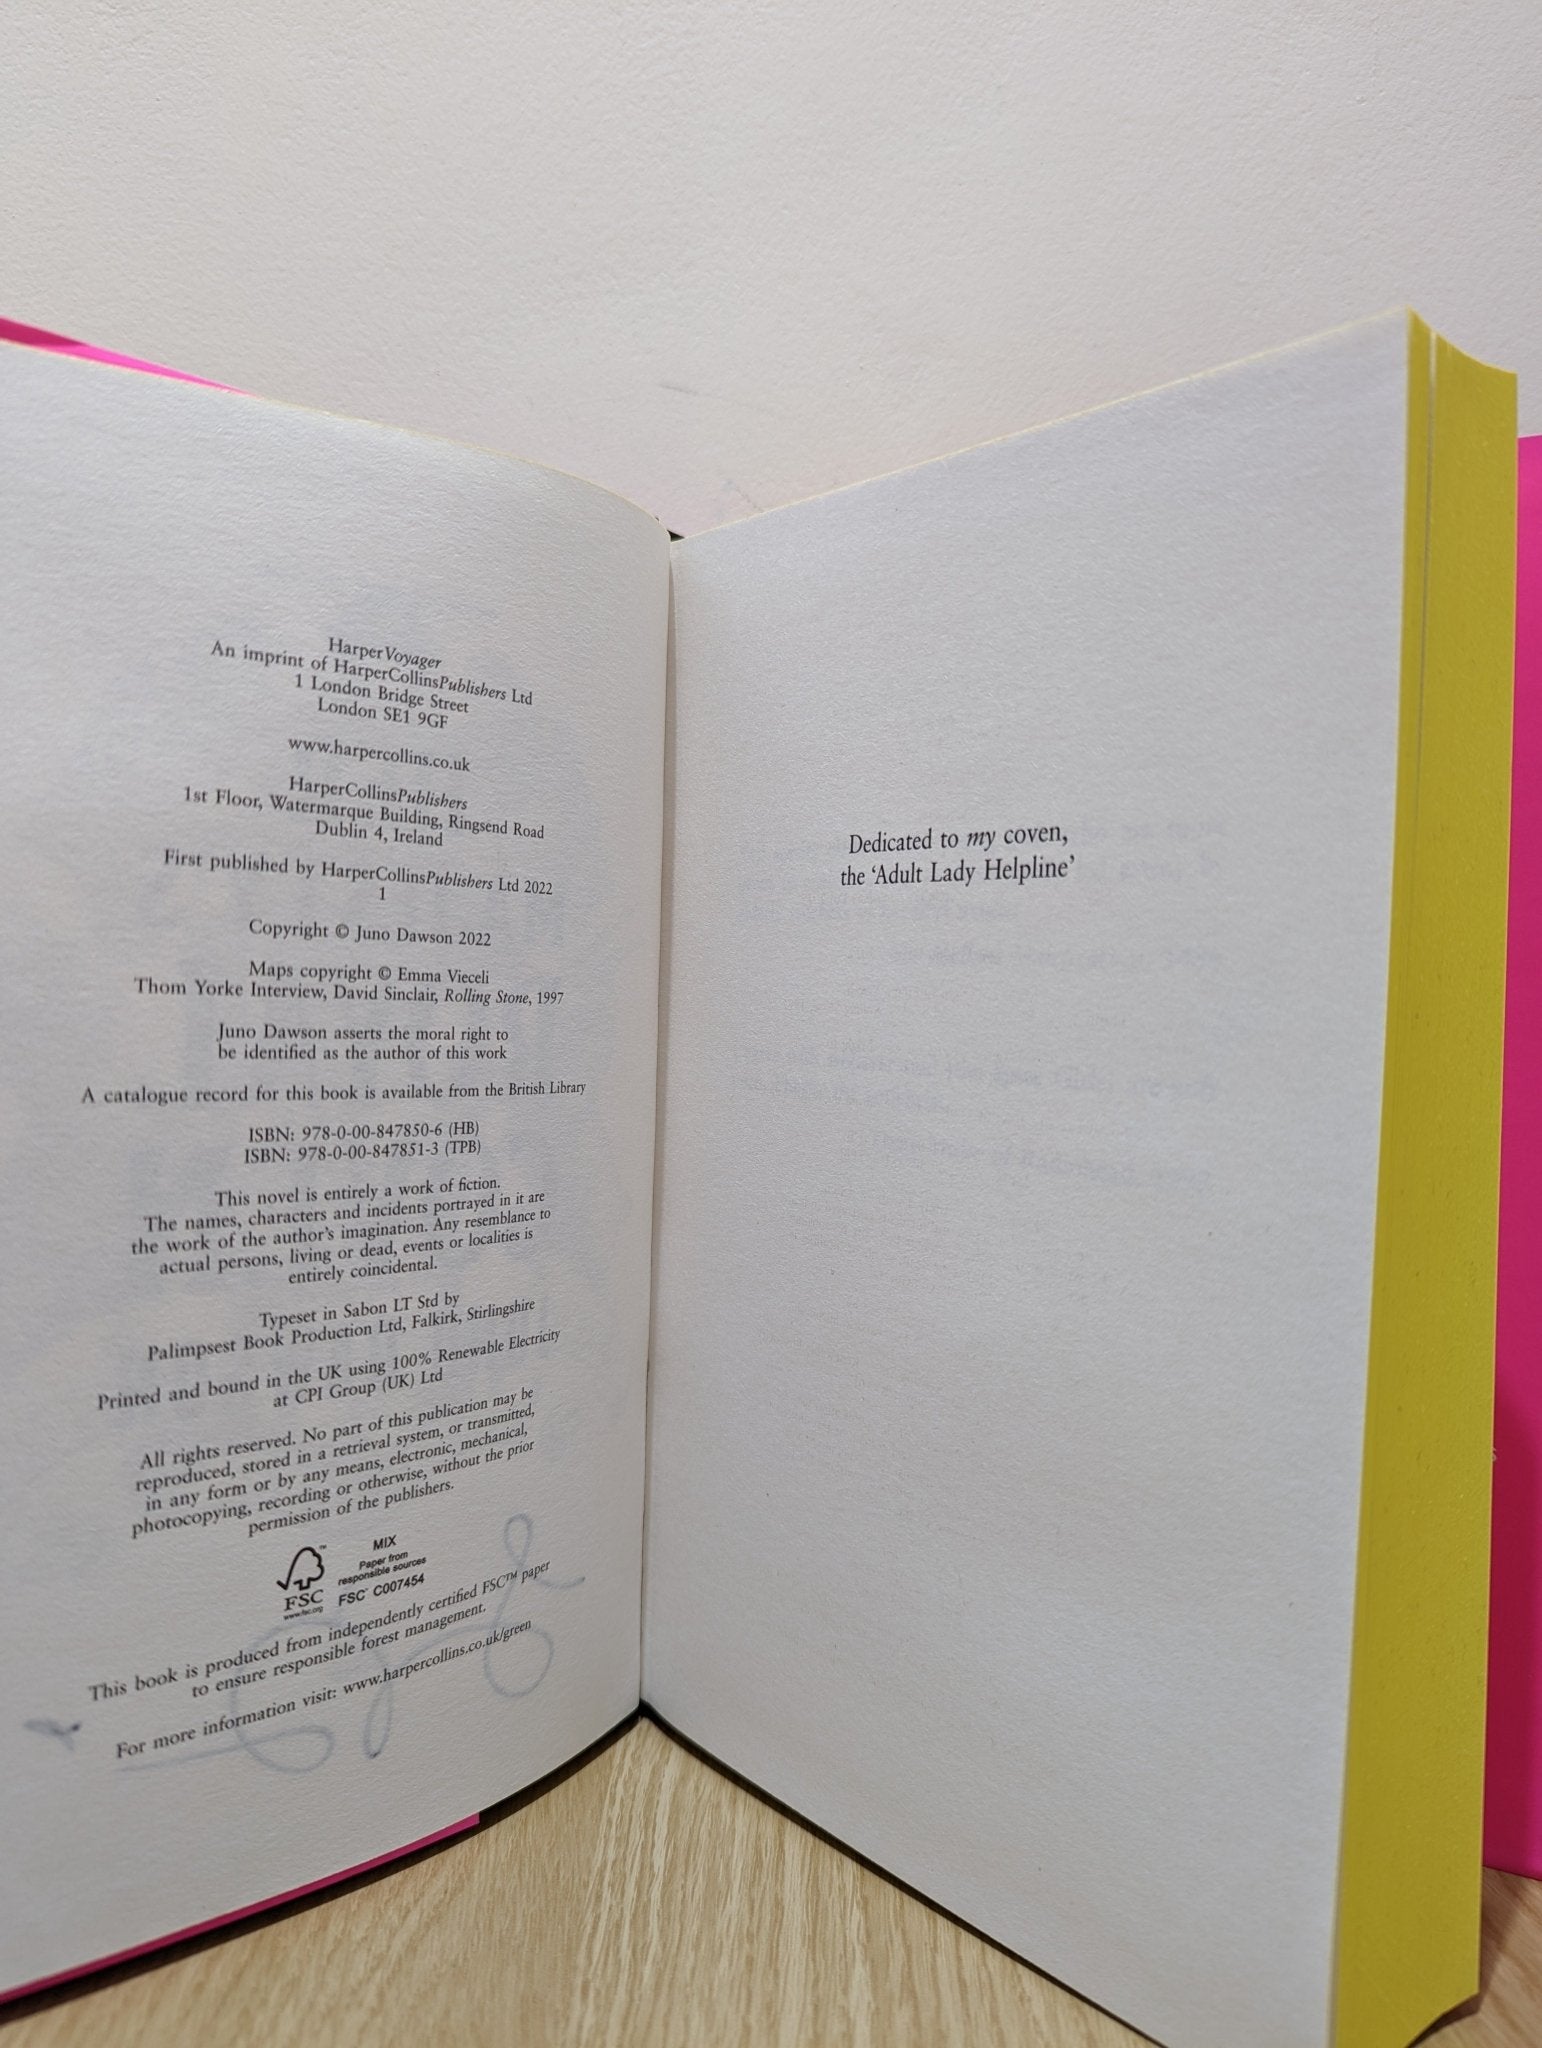 HarperVoyager
An imprint of HarperCollinsPublishers Ltd
1 London Bridge Street
London SE1 9GF
www.harpercollins.co.uk
HarperCollinsPublishers
1st Floor, Watermarque Building, Ringsend Road
Dublin 4, Ireland
First published by HarperCollinsPublishers Ltd 2022
1
Copyright © Juno Dawson 2022
Maps copyright © Emma Vieceli
Thom Yorke Interview, David Sinclair, Rolling Stone, 1997
Juno Dawson asserts the moral right to
be identified as the author of this work
A catalogue record for this book is available from the British Library
ISBN: 978-0-00-847850-6 (HB)
ISBN: 978-0-00-847851-3 (TPB)
This novel is entirely a work of fiction.
The names, characters and incidents portrayed in it are
the work of the author's imagination. Any resemblance to
actual persons, living or dead, events or localities is
entirely coincidental.
Typeset in Sabon LT Std by
Palimpsest Book Production Ltd, Falkirk, Stirlingshire
Printed and bound in the UK using 100% Renewable Electricity
at CPI Group (UK) Ltd
All rights reserved. No part of this publication may be
reproduced, stored in a retrieval system, or transmitted,
in any form or by any means, electronic, mechanical,
photocopying, recording or otherwise, without the prior
permission of the publishers.
FSC™
www.fsc.org
MIX
Paper from
responsible sources
FSC® C007454
This book is produced from independently certified FSC™ paper
to ensure responsible forest management.
For more information visit: www.harpercollins.co.uk/green
Dedicated to my coven,
the ‘Adult Lady Helpline’